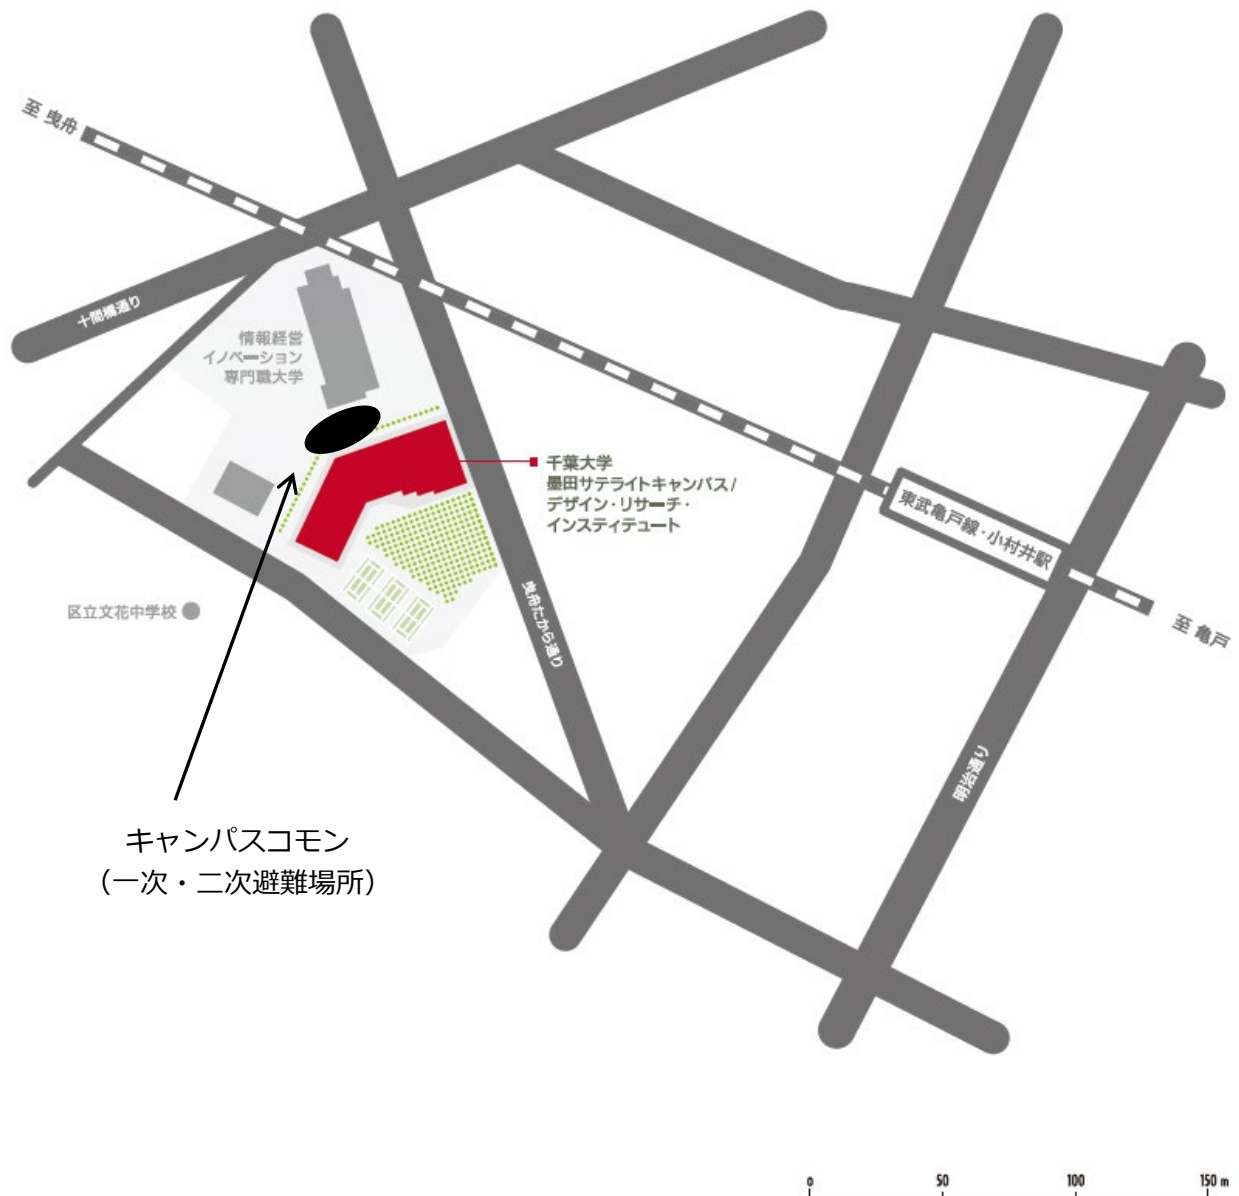 至 曳舟
十間橋通り
情報経営
イノベーション
専門職大学
千葉大学
墨田サテライトキャンパス/
デザイン・リサーチ・
インスティテュート
東武亀戸線・小村井駅
至 亀戸
区立文花中学校
曳舟たから通り
明治通り
キャンパスコモン
（一次・二次避難場所）
0 50 100 150 m